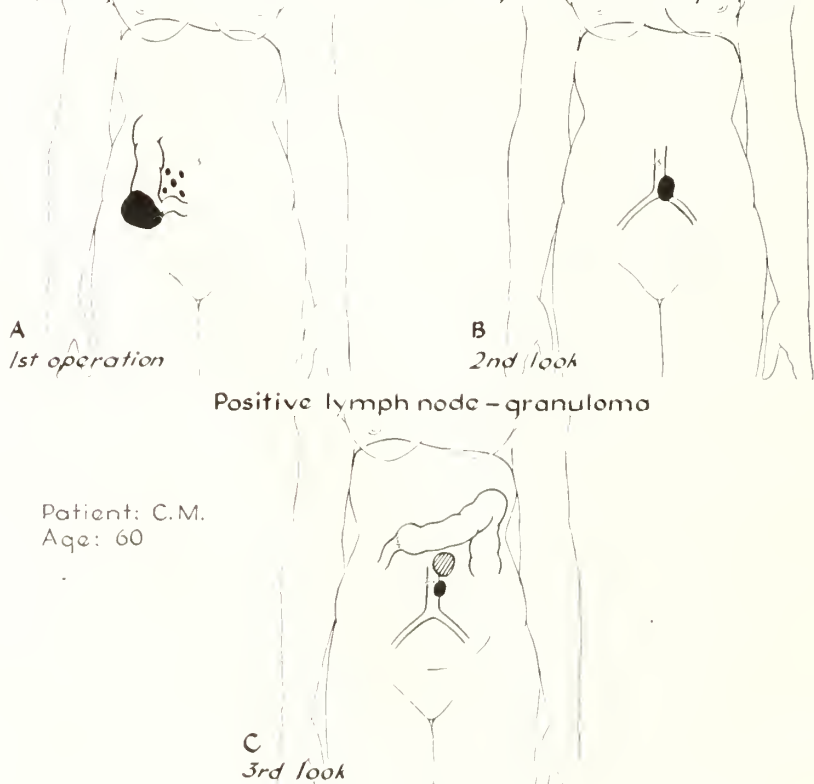 A
1st operation
B
2nd look
Positive lymph node – granuloma
Patient: C.M.
Age: 60
C
3rd look